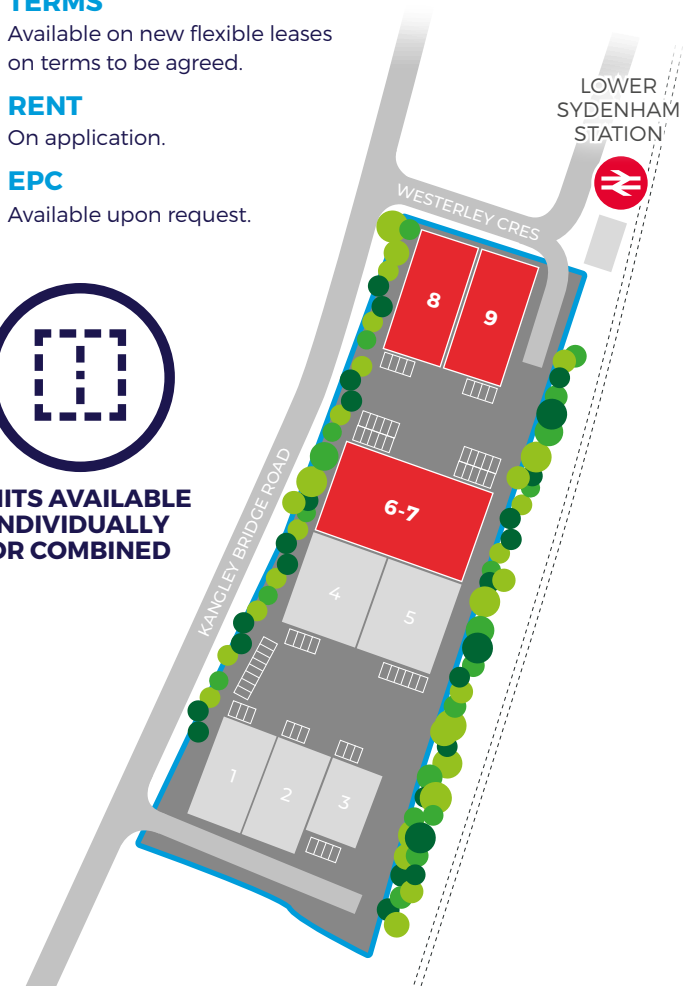 TERMS
Available on new flexible leases
on terms to be agreed.
RENT
On application.
EPC
Available upon request.
AVAILABLE
OR COMBINED
LOWER
SYDENHAM
STATION
WESTERLEY CRES
KANGLEY BRIDGE ROAD
8
9
6-7
4
5
1
2
3